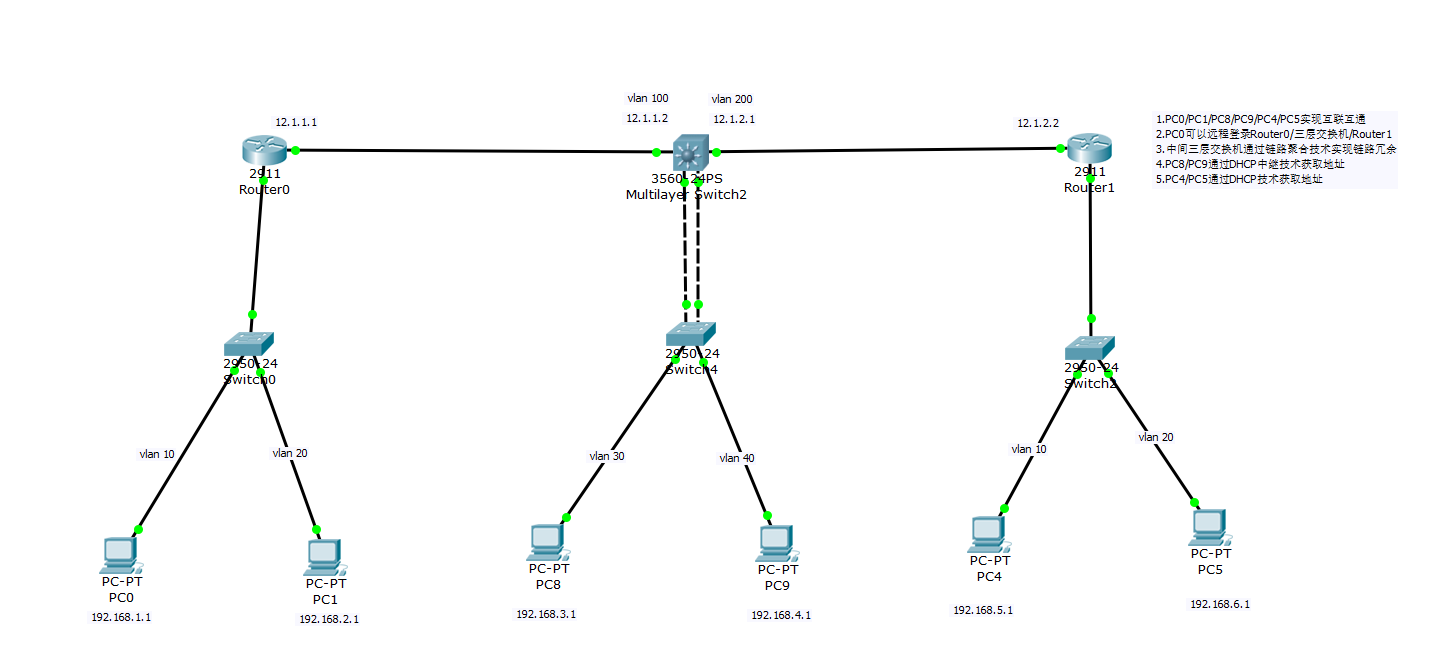 vlan 100
vlan 200
12.1.1.1
12.1.1.2
12.1.2.1
12.1.2.2
1.PC0/PC1/PC8/PC9/PC4/PC5实现互联互通
2.PC0可以远程登录Router0/三层交换机/Router1
3.中间三层交换机通过链路聚合技术实现链路冗余
4.PC8/PC9通过DHCP中继技术获取地址
5.PC4/PC5通过DHCP技术获取地址
2911
Router0
3560-24PS
Multilayer Switch2
2911
Router1
2950-24
Switch0
2950-24
Switch4
2950-24
Switch2
vlan 10
vlan 20
vlan 30
vlan 40
vlan 10
vlan 20
PC-PT
PC0
192.168.1.1
PC-PT
PC1
192.168.2.1
PC-PT
PC8
192.168.3.1
PC-PT
PC9
192.168.4.1
PC-PT
PC4
192.168.5.1
PC-PT
PC5
192.168.6.1